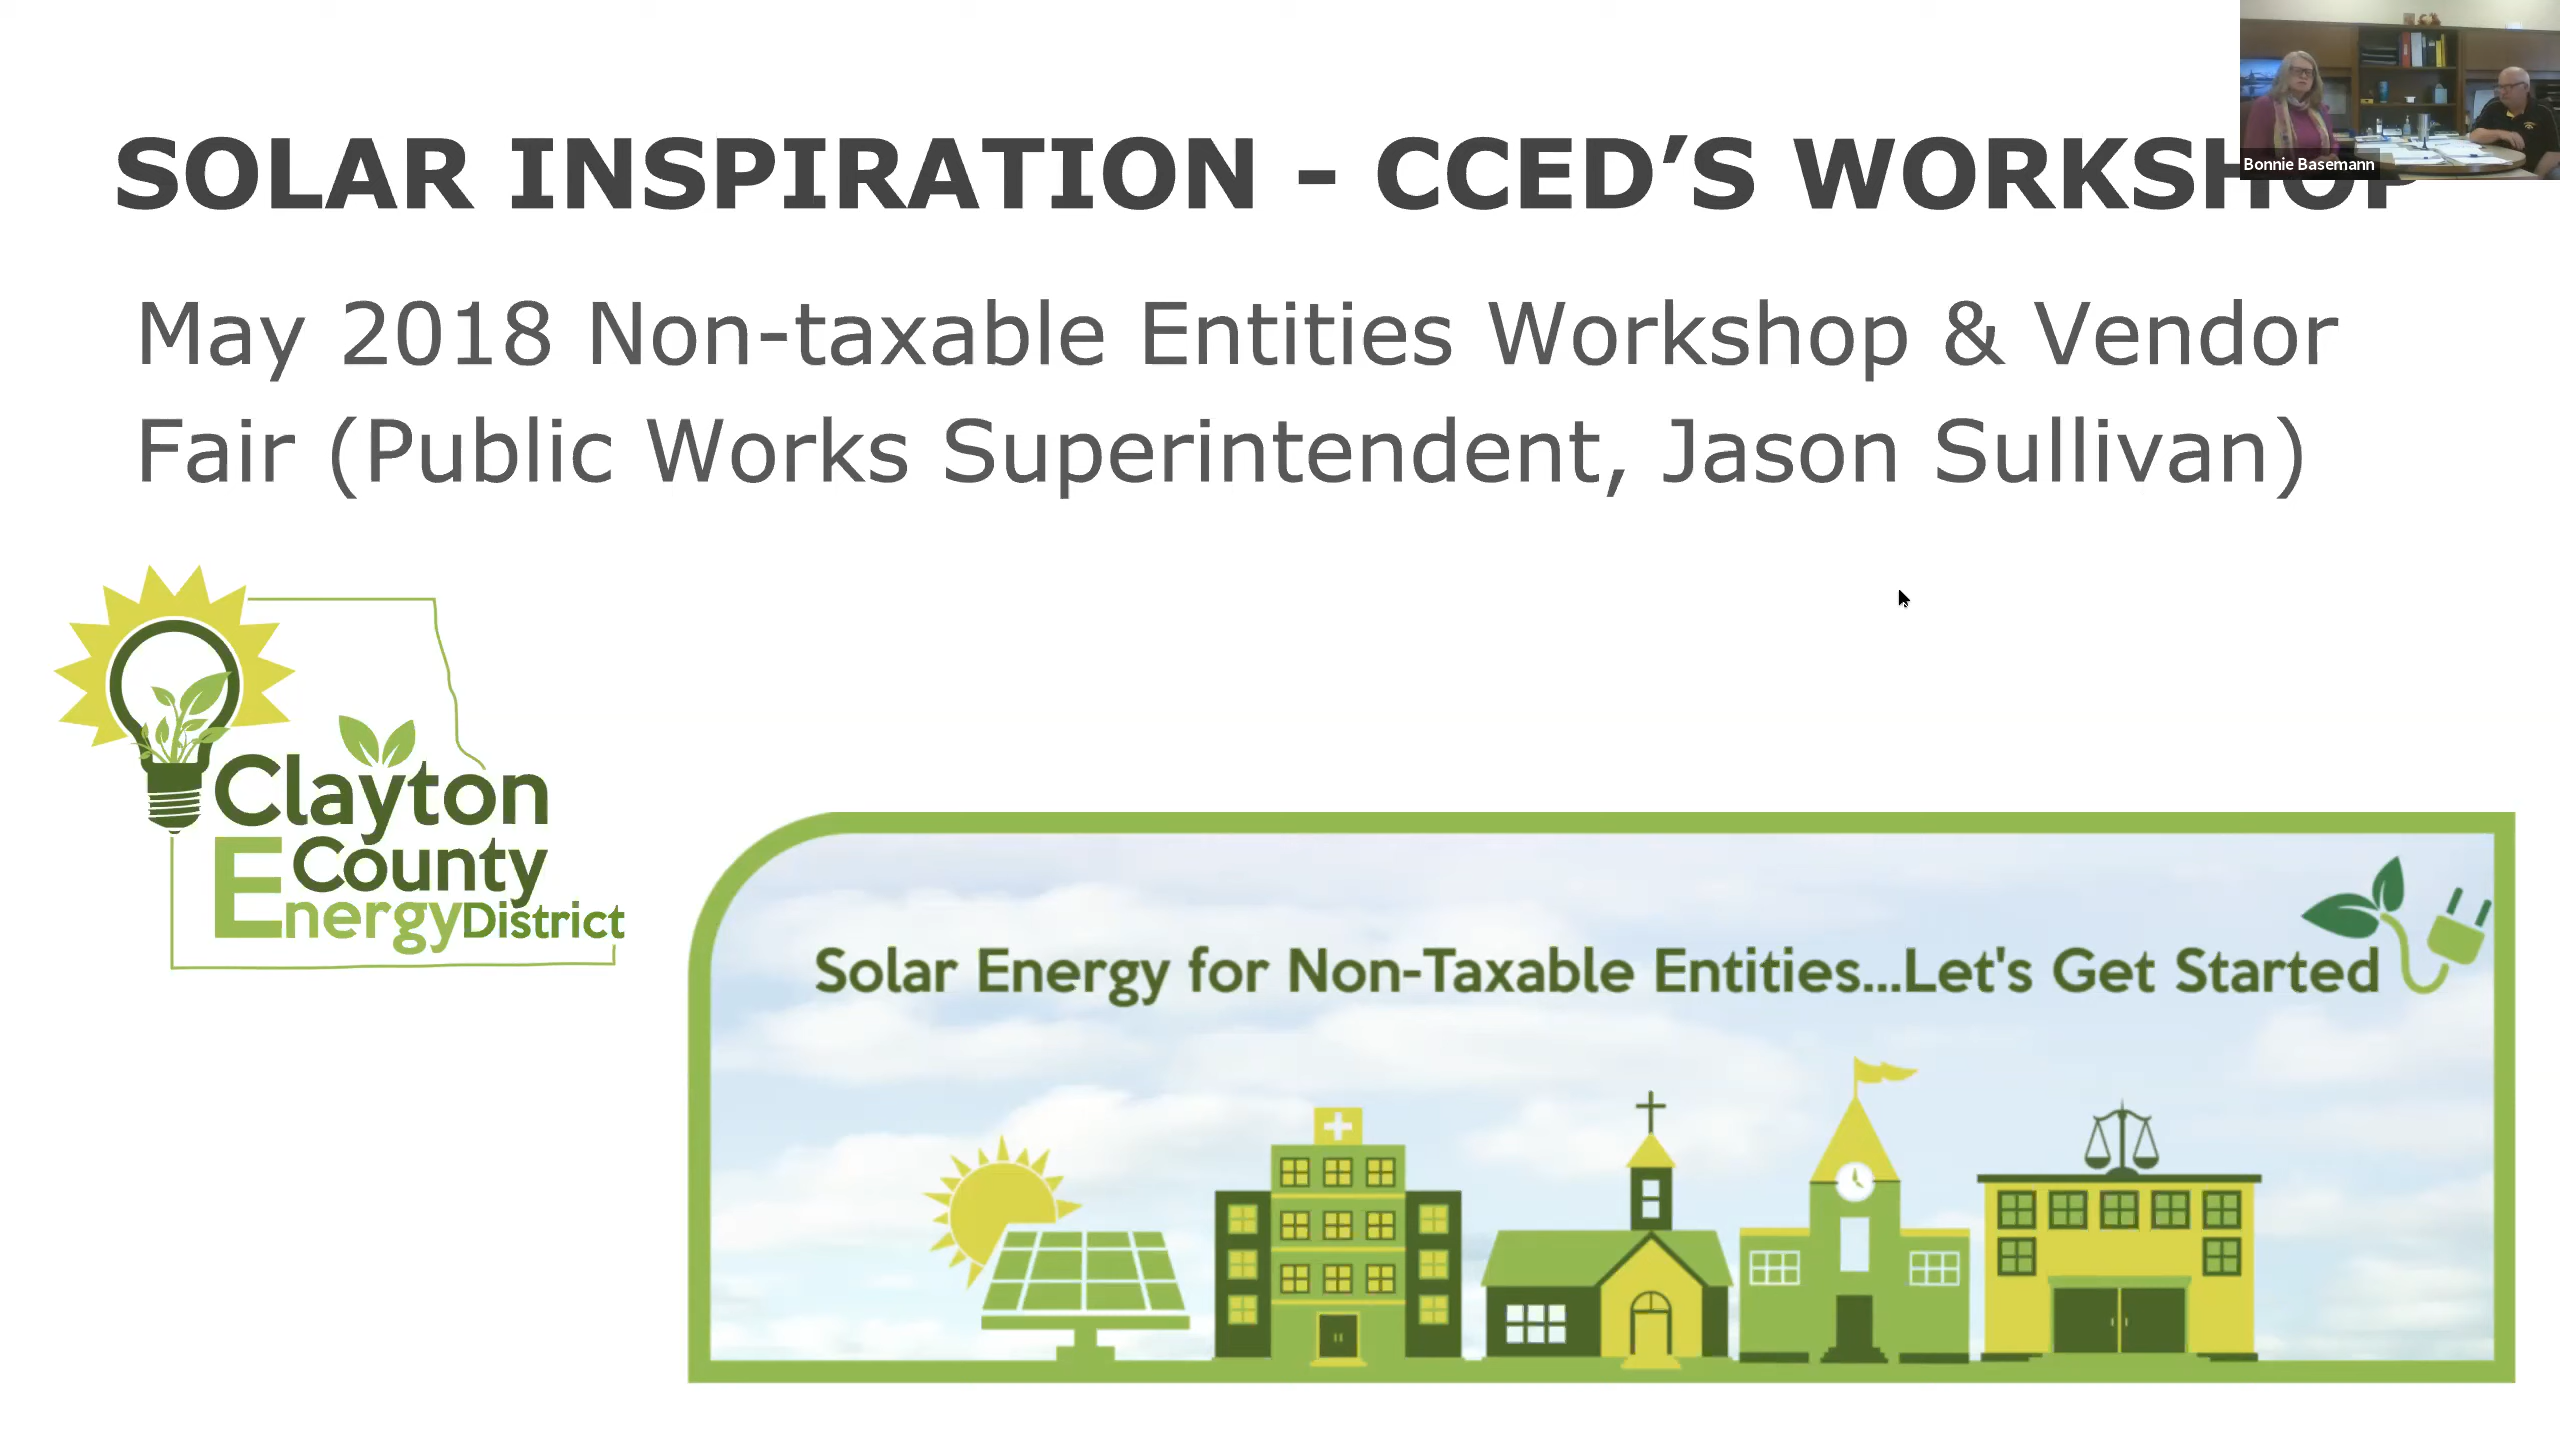 SOLAR INSPIRATION - CCED’S WORKSHOP
Bonnie Basemann
May 2018 Non-taxable Entities Workshop & Vendor
Fair (Public Works Superintendent, Jason Sullivan)
Clayton
County
EnergyDistrict
Solar Energy for Non-Taxable Entities...Let's Get Started